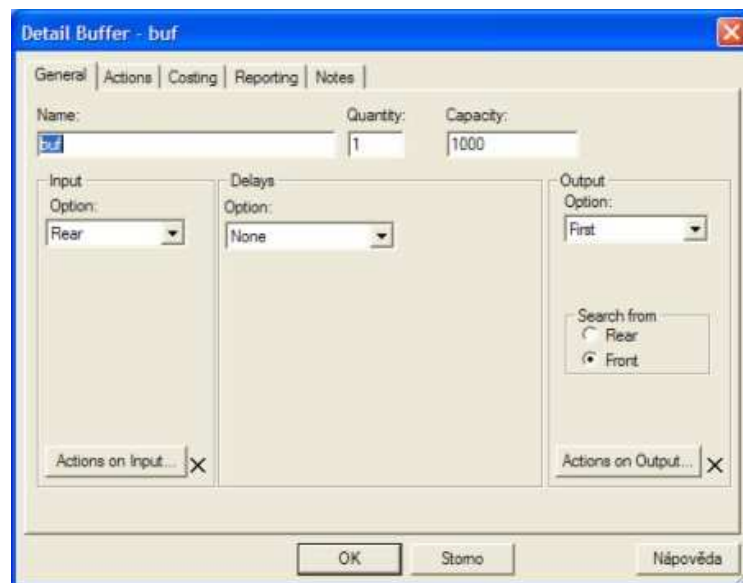 Detail Buffer - buf
General Actions Costing Reporting Notes
Name: Quantity: Capacity:
buf 1 1000
Input Delays Output
Option: Option: Option:
Rear None First
Search from
Rear
Front
Actions on Input... Actions on Output...
OK Storno Nápověda